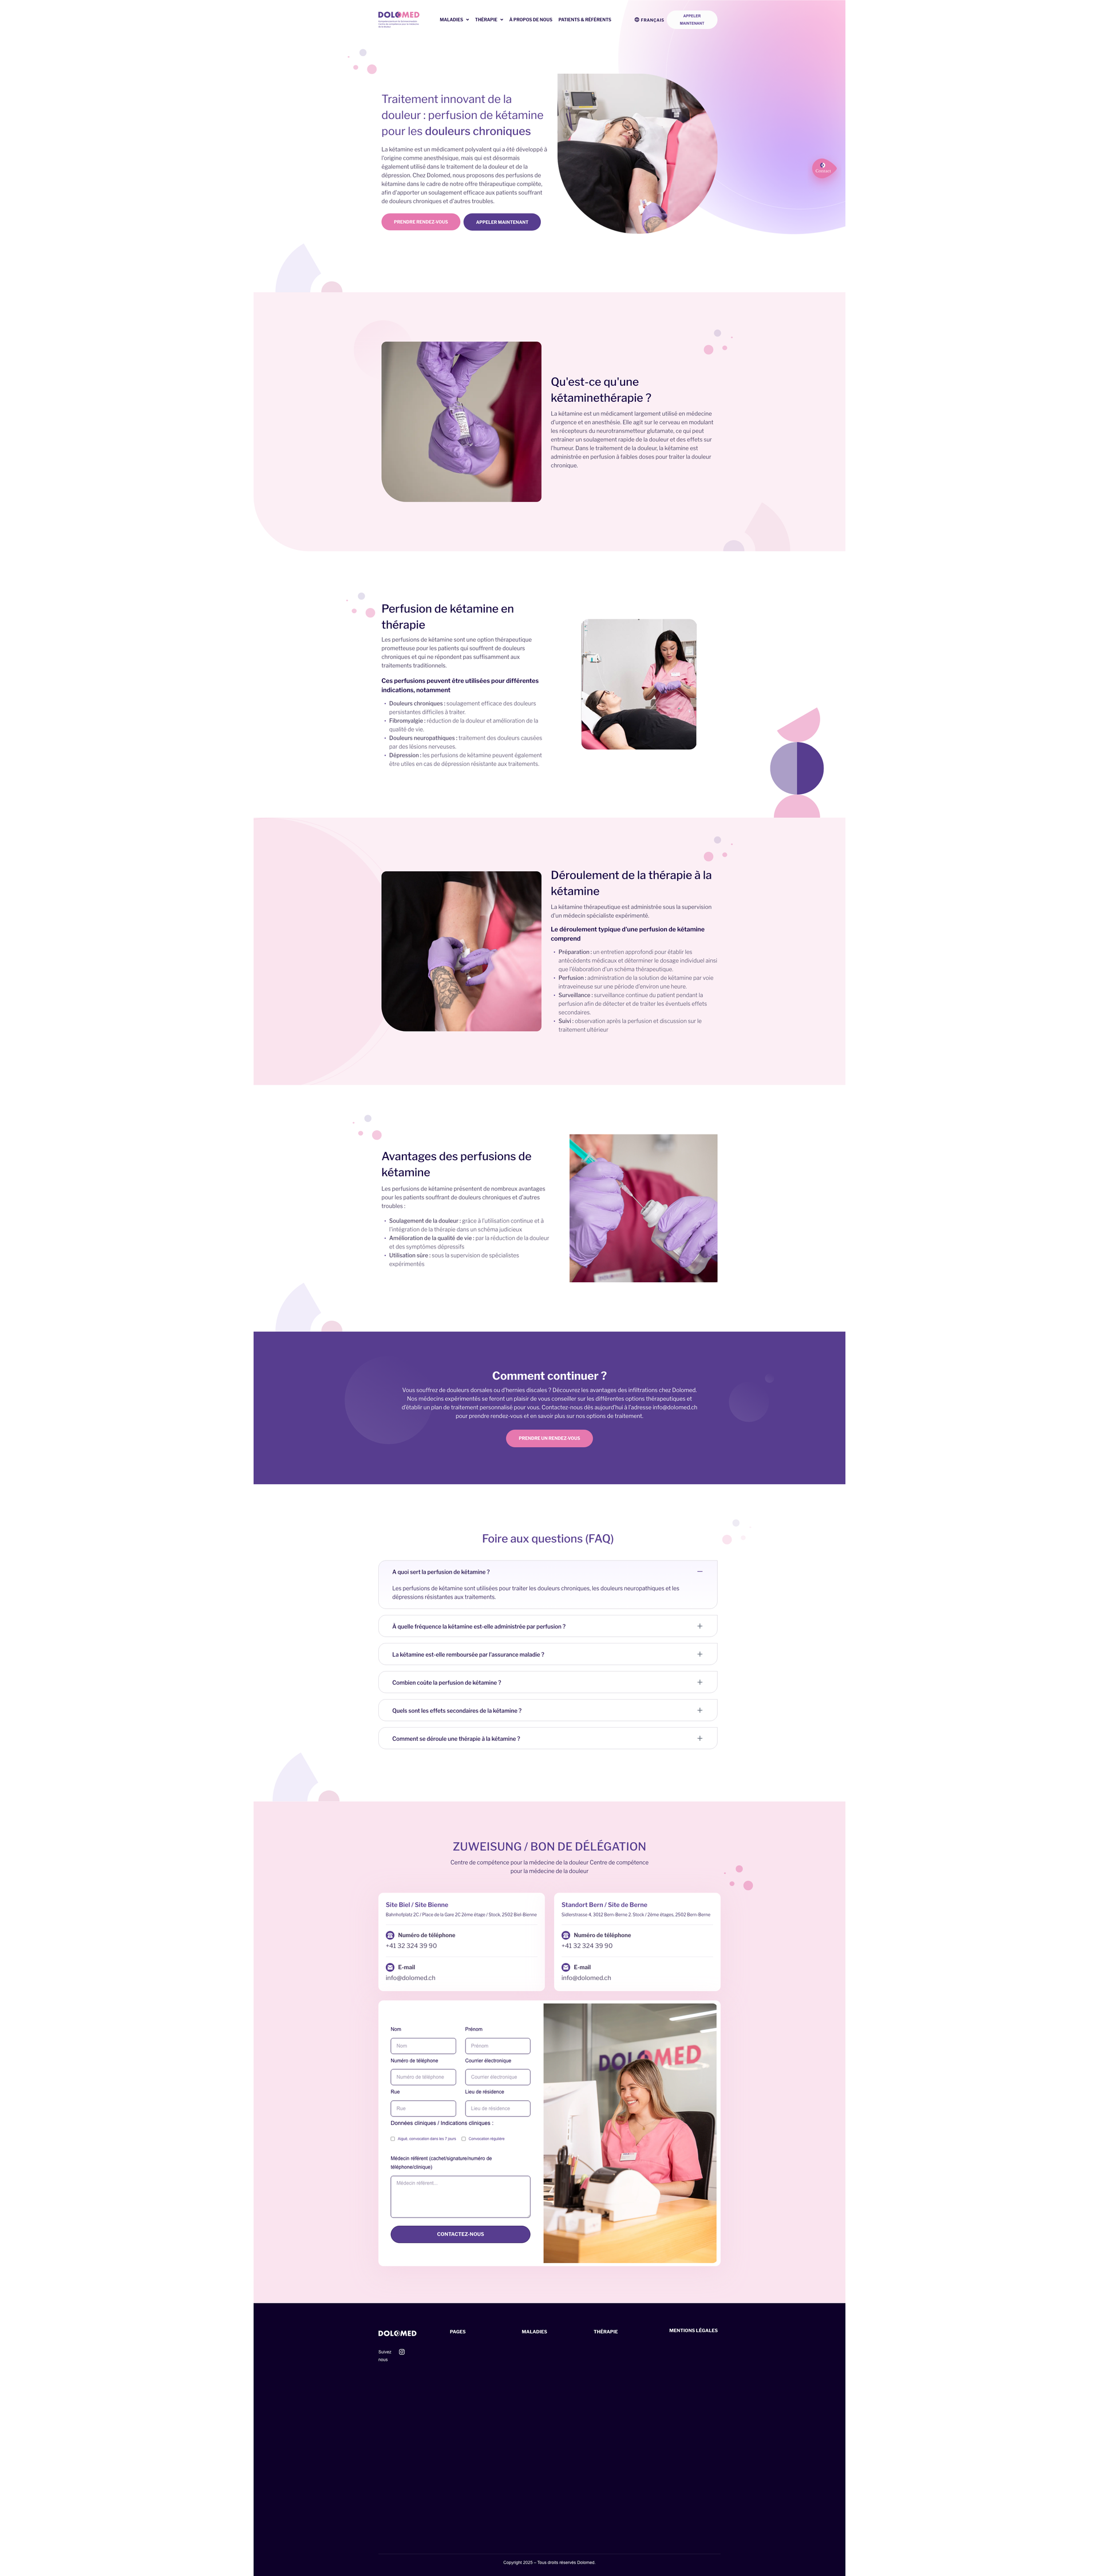 DOLOMED
MALADIES
THÉRAPIE
À PROPOS DE NOUS
PATIENTS & RÉFÉRENTS
FRANÇAIS
APPELER
MAINTENANT
Traitement innovant de la
douleur : perfusion de kétamine
pour les douleurs chroniques
La kétamine est un médicament polyvalent qui a été développé à
l'origine comme anesthésique, mais qui est désormais
également utilisé dans le traitement de la douleur et de la
dépression. Chez Dolomed, nous proposons des perfusions de
kétamine dans le cadre de notre offre thérapeutique complète,
afin d'apporter un soulagement efficace aux patients souffrant
de douleurs chroniques et d'autres troubles.
PRENDRE RENDEZ-VOUS
APPELER MAINTENANT
Qu'est-ce qu'une
kétaminethérapie ?
La kétamine est un médicament largement utilisé en médecine
d'urgence et en anesthésie. Elle agit sur le cerveau en modulant
les récepteurs du neurotransmetteur glutamate, ce qui peut
entraîner un soulagement rapide de la douleur et des effets sur
l'humeur. Dans le traitement de la douleur, la kétamine est
administrée en perfusion à faibles doses pour traiter la douleur
chronique.
Perfusion de kétamine en
thérapie
Les perfusions de kétamine sont une option thérapeutique
prometteuse pour les patients qui souffrent de douleurs
chroniques et qui ne répondent pas suffisamment aux
traitements traditionnels.
Ces perfusions peuvent être utilisées pour différentes
indications, notamment
• Douleurs chroniques : soulagement efficace des douleurs
persistantes difficiles à traiter.
• Fibromyalgie : réduction de la douleur et amélioration de la
qualité de vie.
• Douleurs neuropathiques : traitement des douleurs causées
par des lésions nerveuses.
• Dépression : les perfusions de kétamine peuvent également
être utiles en cas de dépression résistante aux traitements.
Déroulement de la thérapie à la
kétamine
La kétamine thérapeutique est administrée sous la supervision
d'un médecin spécialiste expérimenté.
Le déroulement typique d'une perfusion de kétamine
comprend
• Préparation : un entretien approfondi pour établir les
antécédents médicaux et déterminer le dosage individuel ainsi
que l'élaboration d'un schéma thérapeutique.
• Perfusion : administration de la solution de kétamine par voie
intraveineuse sur une période d'environ une heure.
• Surveillance : surveillance continue du patient pendant la
perfusion afin de détecter et de traiter les éventuels effets
secondaires.
• Suivi : observation après la perfusion et discussion sur le
traitement ultérieur
Avantages des perfusions de
kétamine
Les perfusions de kétamine présentent de nombreux avantages
pour les patients souffrant de douleurs chroniques et d'autres
troubles :
• Soulagement de la douleur : grâce à l'utilisation continue et à
l'intégration de la thérapie dans un schéma judicieux
• Amélioration de la qualité de vie : par la réduction de la douleur
et des symptômes dépressifs
• Utilisation sûre : sous la supervision de spécialistes
expérimentés
Comment continuer ?
Vous souffrez de douleurs dorsales ou d'hernies discales ? Découvrez les avantages des infiltrations chez Dolomed.
Nos médecins expérimentés se feront un plaisir de vous conseiller sur les différentes options thérapeutiques et
d'établir un plan de traitement personnalisé pour vous. Contactez-nous dès aujourd'hui à l'adresse info@dolomed.ch
pour prendre rendez-vous et en savoir plus sur nos options de traitement.
PRENDRE UN RENDEZ-VOUS
Foire aux questions (FAQ)
A quoi sert la perfusion de kétamine ?
Les perfusions de kétamine sont utilisées pour traiter les douleurs chroniques, les douleurs neuropathiques et les
dépressions résistantes aux traitements.
À quelle fréquence la kétamine est-elle administrée par perfusion ?
La kétamine est-elle remboursée par l'assurance maladie ?
Combien coûte la perfusion de kétamine ?
Quels sont les effets secondaires de la kétamine ?
Comment se déroule une thérapie à la kétamine ?
ZUWEISUNG / BON DE DÉLÉGATION
Centre de compétence pour la médecine de la douleur Centre de compétence
pour la médecine de la douleur
Site Biel / Site Bienne
Bahnhofplatz 2C / Place de la Gare 2C 2ème étage / Stock, 2502 Biel-Bienne
Numéro de téléphone
+41 32 324 39 90
E-mail
info@dolomed.ch
Standort Bern / Site de Berne
Sidlerstrasse 4, 3012 Bern-Berne 2. Stock / 2ème étages, 2502 Bern-Berne
Numéro de téléphone
+41 32 324 39 90
E-mail
info@dolomed.ch
Nom
Prénom
Nom
Prénom
Numéro de téléphone
Courrier électronique
Numéro de téléphone
Courrier électronique
Rue
Lieu de résidence
Rue
Lieu de résidence
Données cliniques / Indications cliniques :
Aiguë, convocation dans les 7 jours
Convocation régulière
Médecin référent (cachet/signature/numéro de
téléphone/clinique)
Médecin référent...
CONTACTEZ-NOUS
DOLOMED
DOLOMED
PAGES
MALADIES
THÉRAPIE
MENTIONS LÉGALES
Suivez
nous
Copyright 2025 – Tous droits réservés Dolomed.